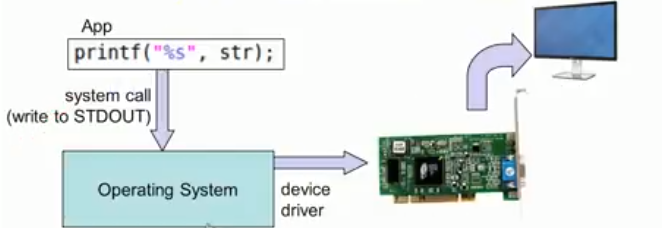 App
printf("%s", str);
system call
(write to STDOUT)
Operating System
device
driver